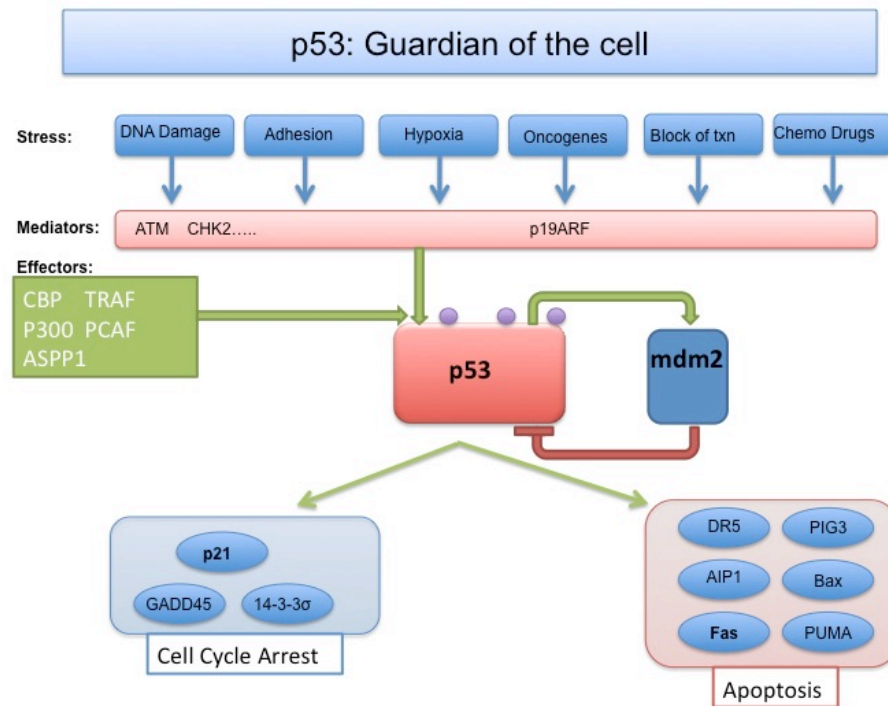 p53: Guardian of the cell
Stress:
DNA Damage
Adhesion
Hypoxia
Oncogenes
Block of txn
Chemo Drugs
Mediators:
ATM CHK2.....
p19ARF
Effectors:
CBP TRAF
P300 PCAF
ASPP1
p53
mdm2
p21
GADD45
14-3-3σ
Cell Cycle Arrest
DR5
PIG3
AIP1
Bax
Fas
PUMA
Apoptosis